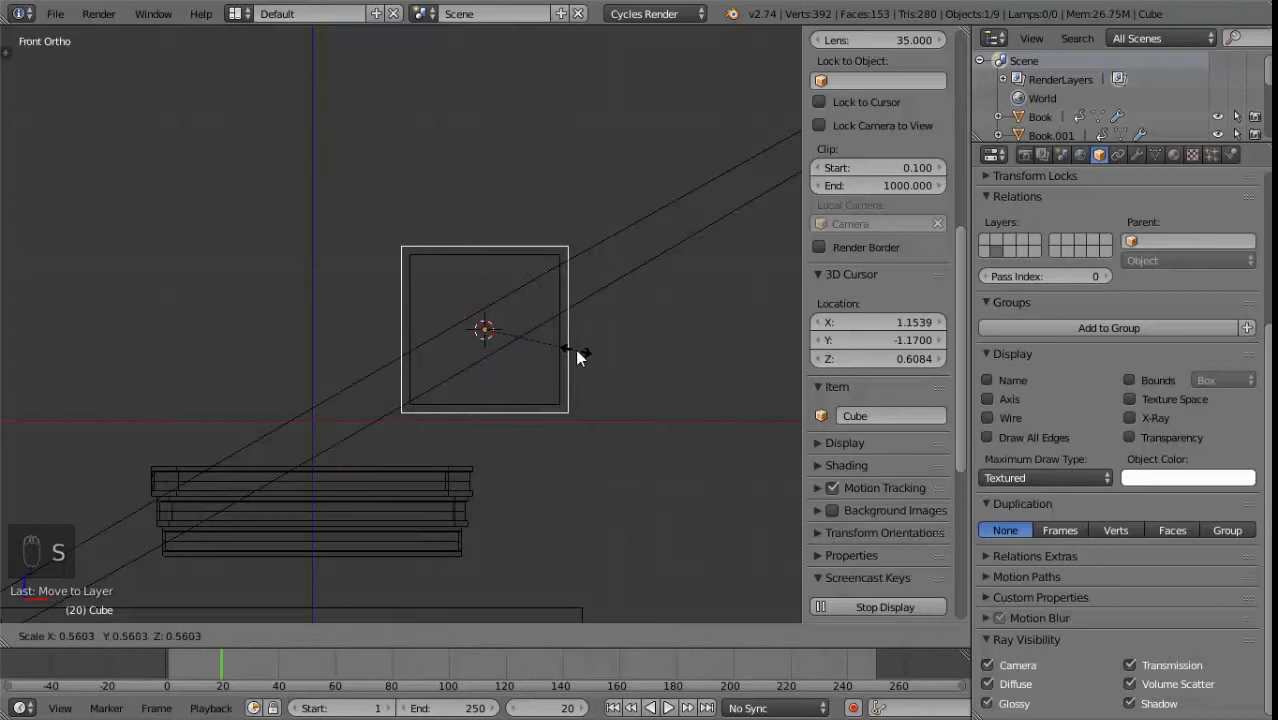 File Render Window Help Default Scene Cycles Render v2.74 | Verts:392 | Faces:153 | Tris:280 | Objects:1/9 | Lamps:0/0 | Mem:26.75M | Cube
Front Ortho
Lens: 35.000
Lock to Object:
Lock to Cursor
Lock Camera to View
Clip:
Start: 0.100
End: 1000.000
Local Camera:
Camera
Render Border
3D Cursor
Location:
X: 1.1539
Y: -1.1700
Z: 0.6084
Item
Cube
Display
Shading
Motion Tracking
Background Images
Transform Orientations
Properties
Screencast Keys
Stop Display
View Search All Scenes
Scene
RenderLayers
World
Book
Book.001
Transform Locks
Relations
Layers: Parent:
Object
Pass Index: 0
Groups
Add to Group
Display
Name Bounds Box
Axis Texture Space
Wire X-Ray
Draw All Edges Transparency
Maximum Draw Type: Object Color:
Textured
Duplication
None Frames Verts Faces Group
Relations Extras
Motion Paths
Custom Properties
Motion Blur
Ray Visibility
Camera Transmission
Diffuse Volume Scatter
Glossy Shadow
S
Last: Move to Layer
(20) Cube
Scale X: 0.5603 Y: 0.5603 Z: 0.5603
-40 -20 0 20 40 60 80 100 120 140 160 180 200 220 240 260
View Marker Frame Playback Start: 1 End: 250 20 No Sync